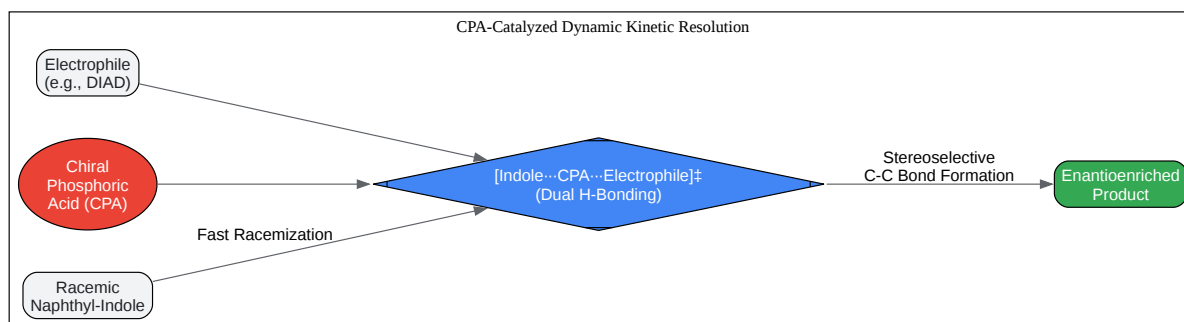 CPA-Catalyzed Dynamic Kinetic Resolution
Electrophile
(e.g., DIAD)
Chiral
Phosphoric
Acid (CPA)
Fast Racemization
Racemic
Naphthyl-Indole
[Indole···CPA···Electrophile]‡
(Dual H-Bonding)
Stereoselective
C-C Bond Formation
Enantioenriched
Product